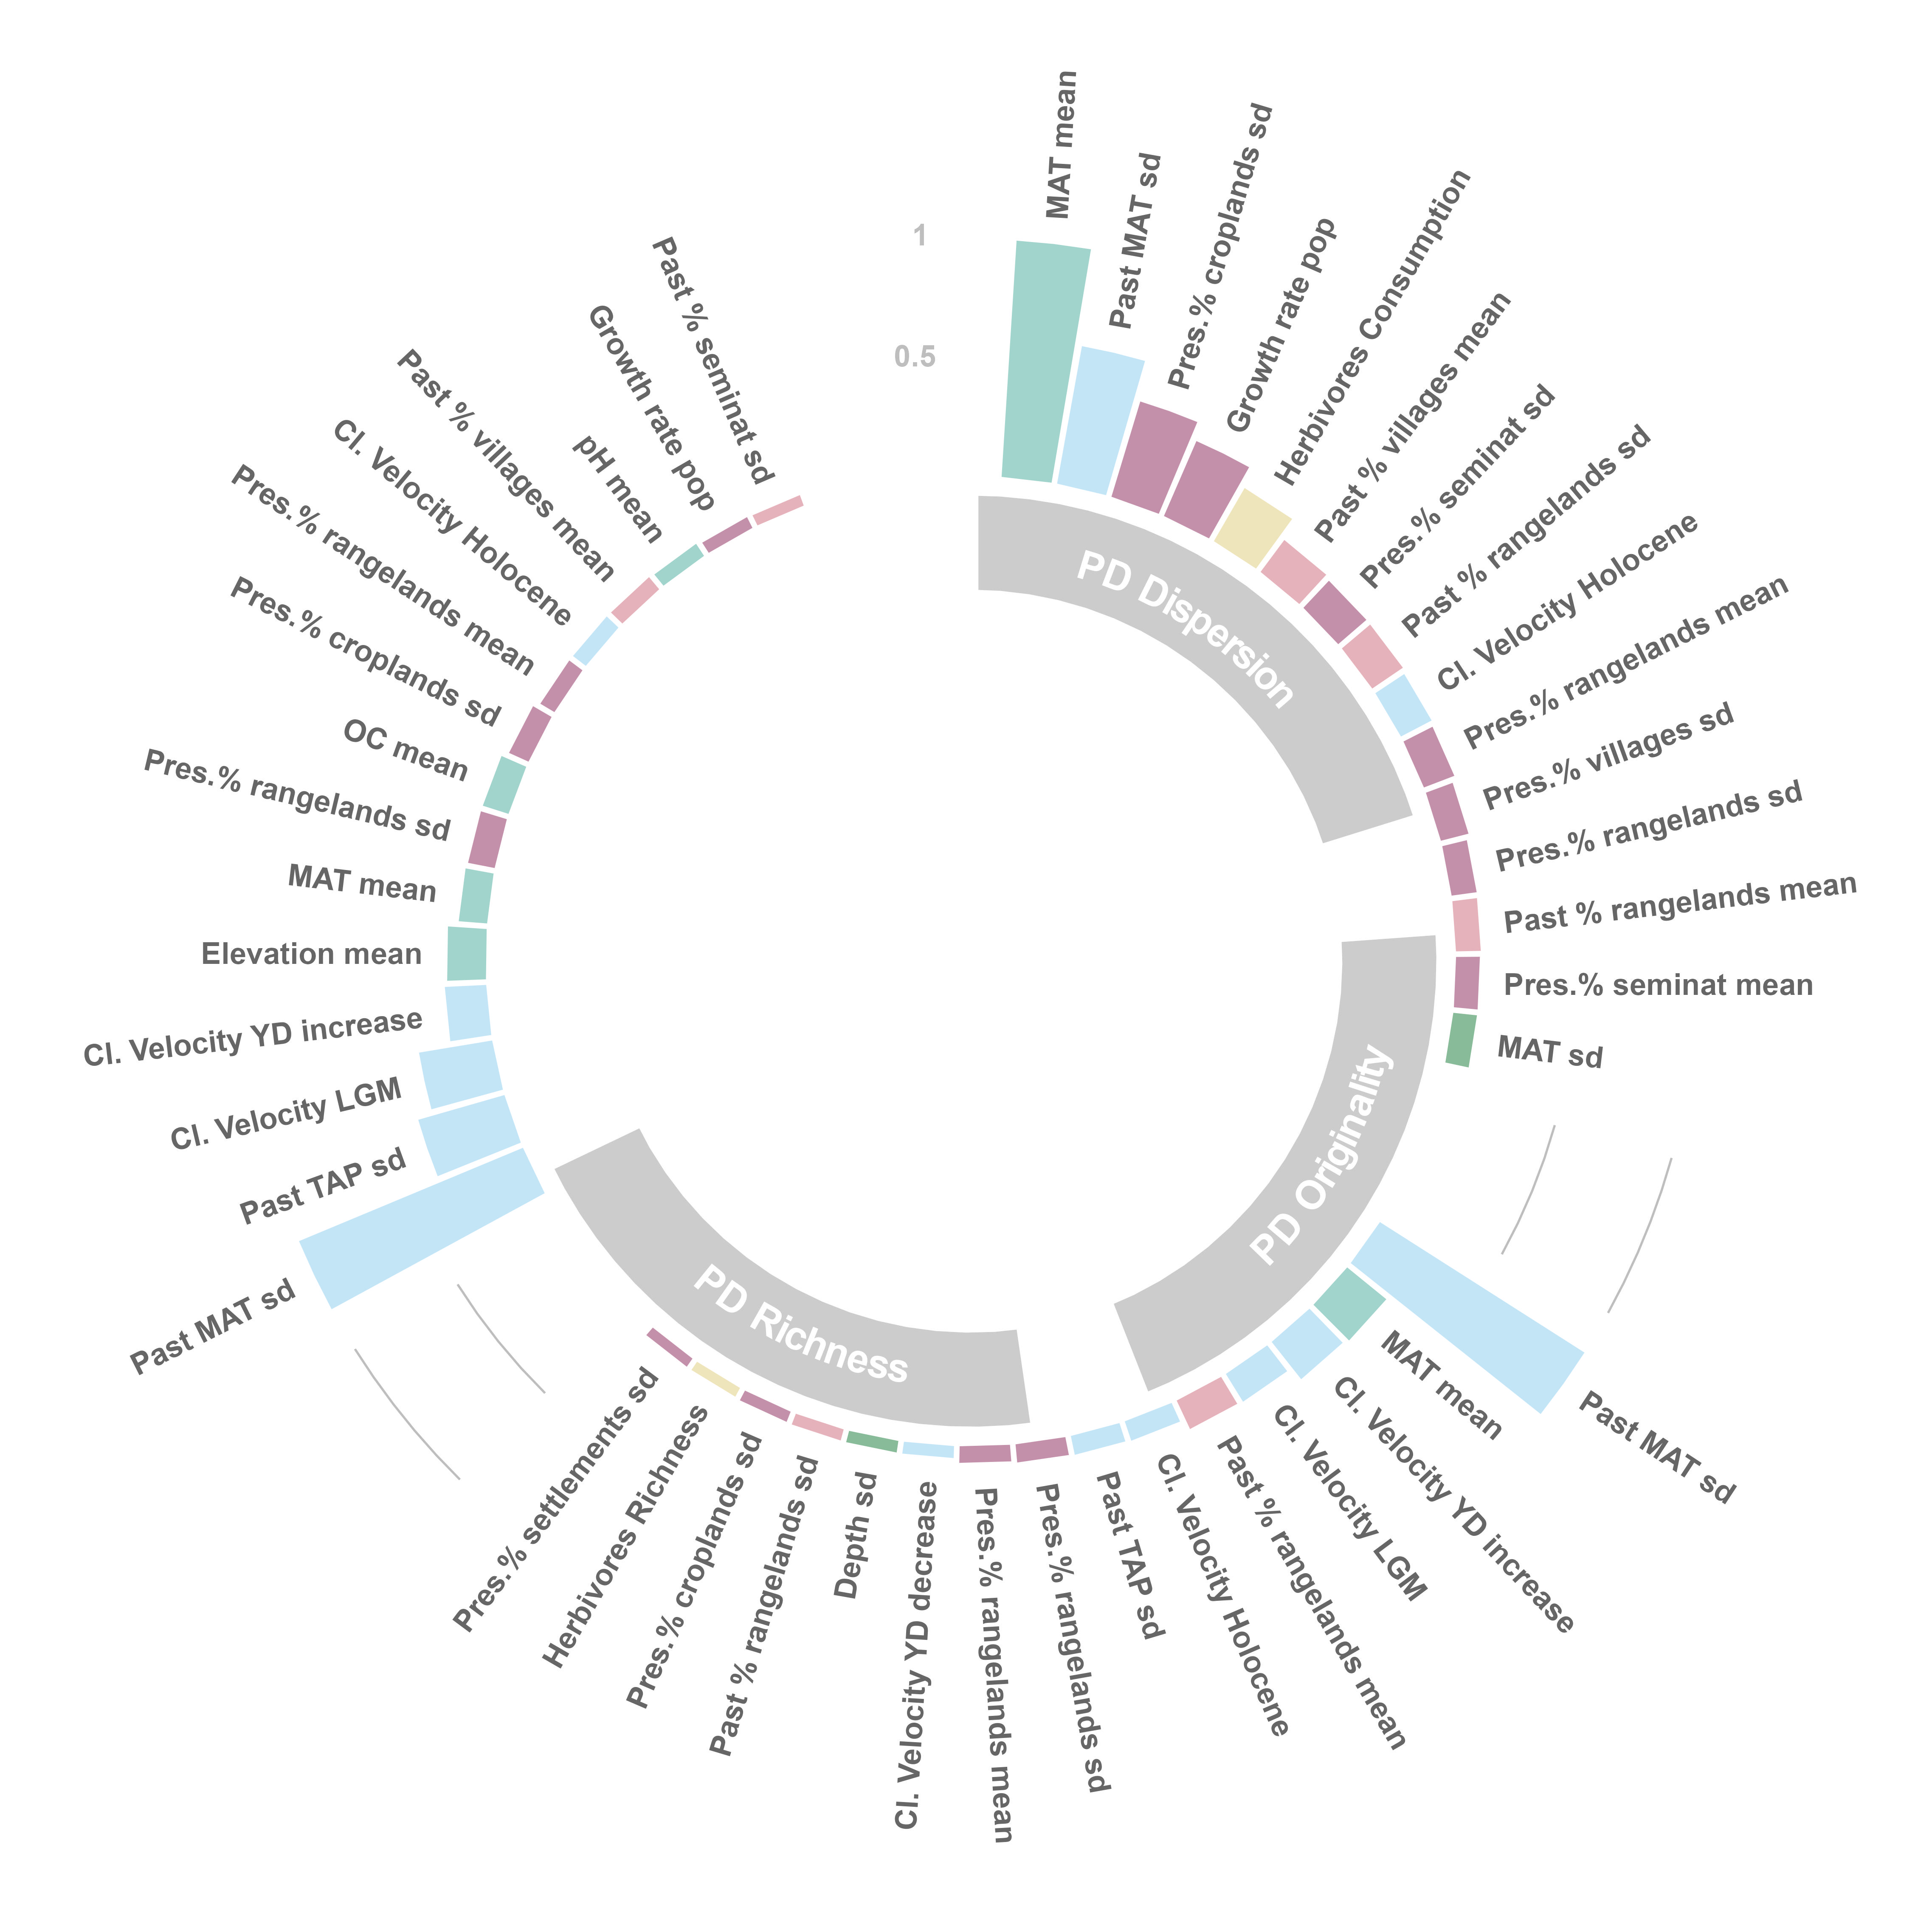 1
0.5
MAT mean
Past MAT sd
Pres.% croplands sd
Growth rate pop
Herbivores Consumption
Past % villages mean
Pres.% seminat sd
Past % rangelands sd
Cl. Velocity Holocene
Pres.% rangelands mean
Pres.% villages sd
Pres.% rangelands sd
Past % rangelands mean
Pres.% seminat mean
MAT sd
PD Dispersion
Past MAT sd
MAT mean
Cl. Velocity YD increase
Cl. Velocity LGM
Past % rangelands mean
Cl. Velocity Holocene
Past TAP sd
Pres.% rangelands sd
Pres.% rangelands mean
Cl. Velocity YD decrease
Depth sd
Past % rangelands sd
Pres.% croplands sd
Herbivores Richness
Pres.% settlements sd
PD Originality
Past MAT sd
Past TAP sd
Cl. Velocity LGM
Cl. Velocity YD increase
Elevation mean
MAT mean
Pres.% rangelands sd
OC mean
Pres.% croplands sd
Pres.% rangelands mean
Cl. Velocity Holocene
Past % villages mean
pH mean
Growth rate pop
Past % seminat sd
PD Richness